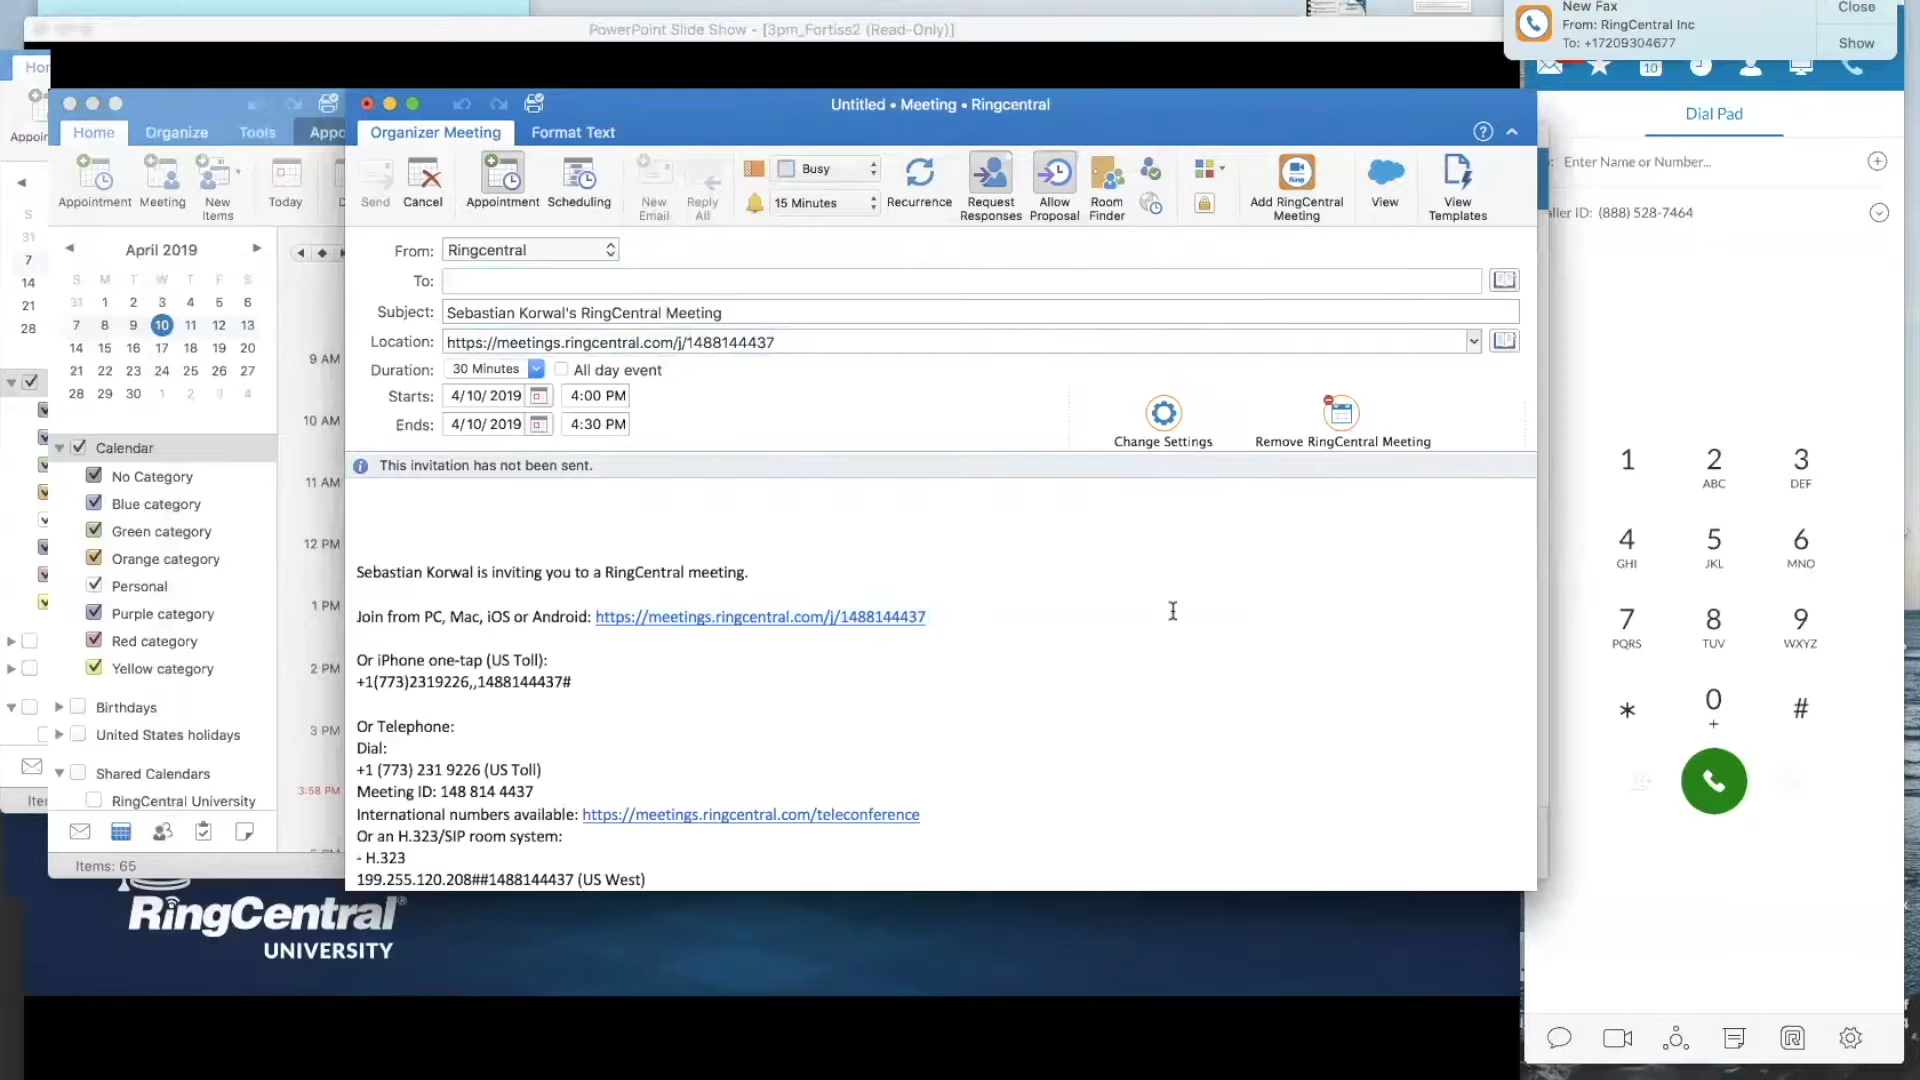 PowerPoint Slide Show - [3pm_Fortiss2 (Read-Only)]
New Fax
From: RingCentral Inc
To: +17209304677
Close
Show
10
Dial Pad
Enter Name or Number...
ller ID: (888) 528-7464
1
2 ABC
3 DEF
4 GHI
5 JKL
6 MNO
7 PQRS
8 TUV
9 WXYZ
*
0 +
#
S
31
7
14
21
28
Home Organize Tools Appo
Appointment Meeting New Items Today
April 2019
S M T W T F S
31 1 2 3 4 5 6
7 8 9 10 11 12 13
14 15 16 17 18 19 20
21 22 23 24 25 26 27
28 29 30 1 2 3 4
Calendar
No Category
Blue category
Green category
Orange category
Personal
Purple category
Red category
Yellow category
Birthdays
United States holidays
Shared Calendars
RingCentral University
Items: 65
9 AM
10 AM
11 AM
12 PM
1 PM
2 PM
3 PM
3:58 PM
Untitled • Meeting • Ringcentral
Organizer Meeting Format Text
Send Cancel Appointment Scheduling New Email Reply All
Busy
15 Minutes
Recurrence Request Responses Allow Proposal Room Finder
Add RingCentral Meeting View View Templates
From: Ringcentral
To:
Subject: Sebastian Korwal's RingCentral Meeting
Location: https://meetings.ringcentral.com/j/1488144437
Duration: 30 Minutes All day event
Starts: 4/10/2019 4:00 PM
Ends: 4/10/2019 4:30 PM
Change Settings Remove RingCentral Meeting
This invitation has not been sent.
Sebastian Korwal is inviting you to a RingCentral meeting.
Join from PC, Mac, iOS or Android: https://meetings.ringcentral.com/j/1488144437
Or iPhone one-tap (US Toll):
+1(773)2319226,,1488144437#
Or Telephone:
Dial:
+1 (773) 231 9226 (US Toll)
Meeting ID: 148 814 4437
International numbers available: https://meetings.ringcentral.com/teleconference
Or an H.323/SIP room system:
- H.323
199.255.120.208##1488144437 (US West)
RingCentral®
UNIVERSITY